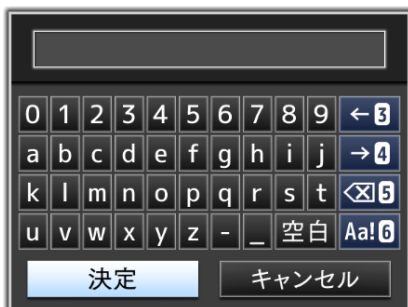 0 1 2 3 4 5 6 7 8 9 ← 3
a b c d e f g h i j → 4
k l m n o p q r s t ⌫ 5
u v w x y z - _ 空白 Aa! 6
決定 キャンセル